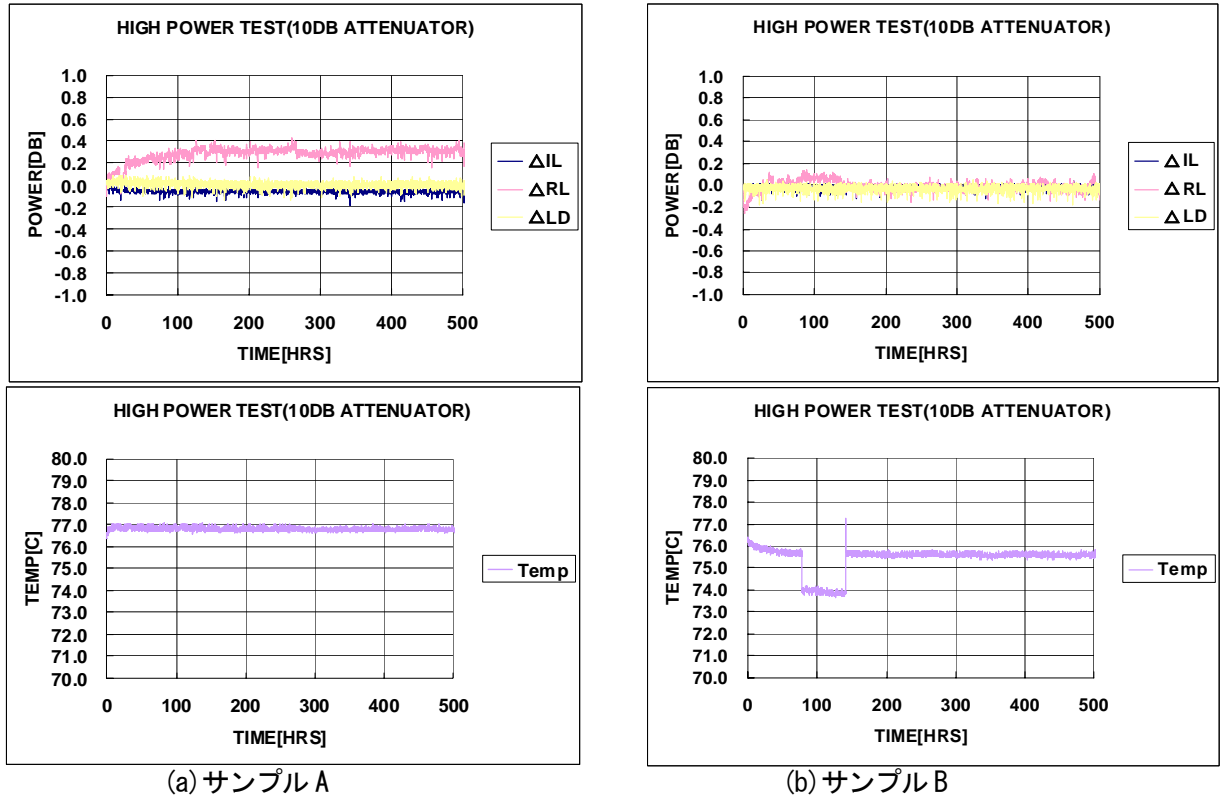 HIGH POWER TEST(10DB ATTENUATOR)
1.0
0.8
0.6
0.4
0.2
0.0
-0.2
-0.4
-0.6
-0.8
-1.0
POWER[DB]
0 100 200 300 400 500
TIME[HRS]
△IL
△RL
△LD
HIGH POWER TEST(10DB ATTENUATOR)
1.0
0.8
0.6
0.4
0.2
0.0
-0.2
-0.4
-0.6
-0.8
-1.0
POWER[DB]
0 100 200 300 400 500
TIME[HRS]
△IL
△RL
△LD
HIGH POWER TEST(10DB ATTENUATOR)
80.0
79.0
78.0
77.0
76.0
75.0
74.0
73.0
72.0
71.0
70.0
TEMP[C]
0 100 200 300 400 500
TIME[HRS]
Temp
HIGH POWER TEST(10DB ATTENUATOR)
80.0
79.0
78.0
77.0
76.0
75.0
74.0
73.0
72.0
71.0
70.0
TEMP[C]
0 100 200 300 400 500
TIME[HRS]
Temp
(a) サンプル A
(b) サンプル B